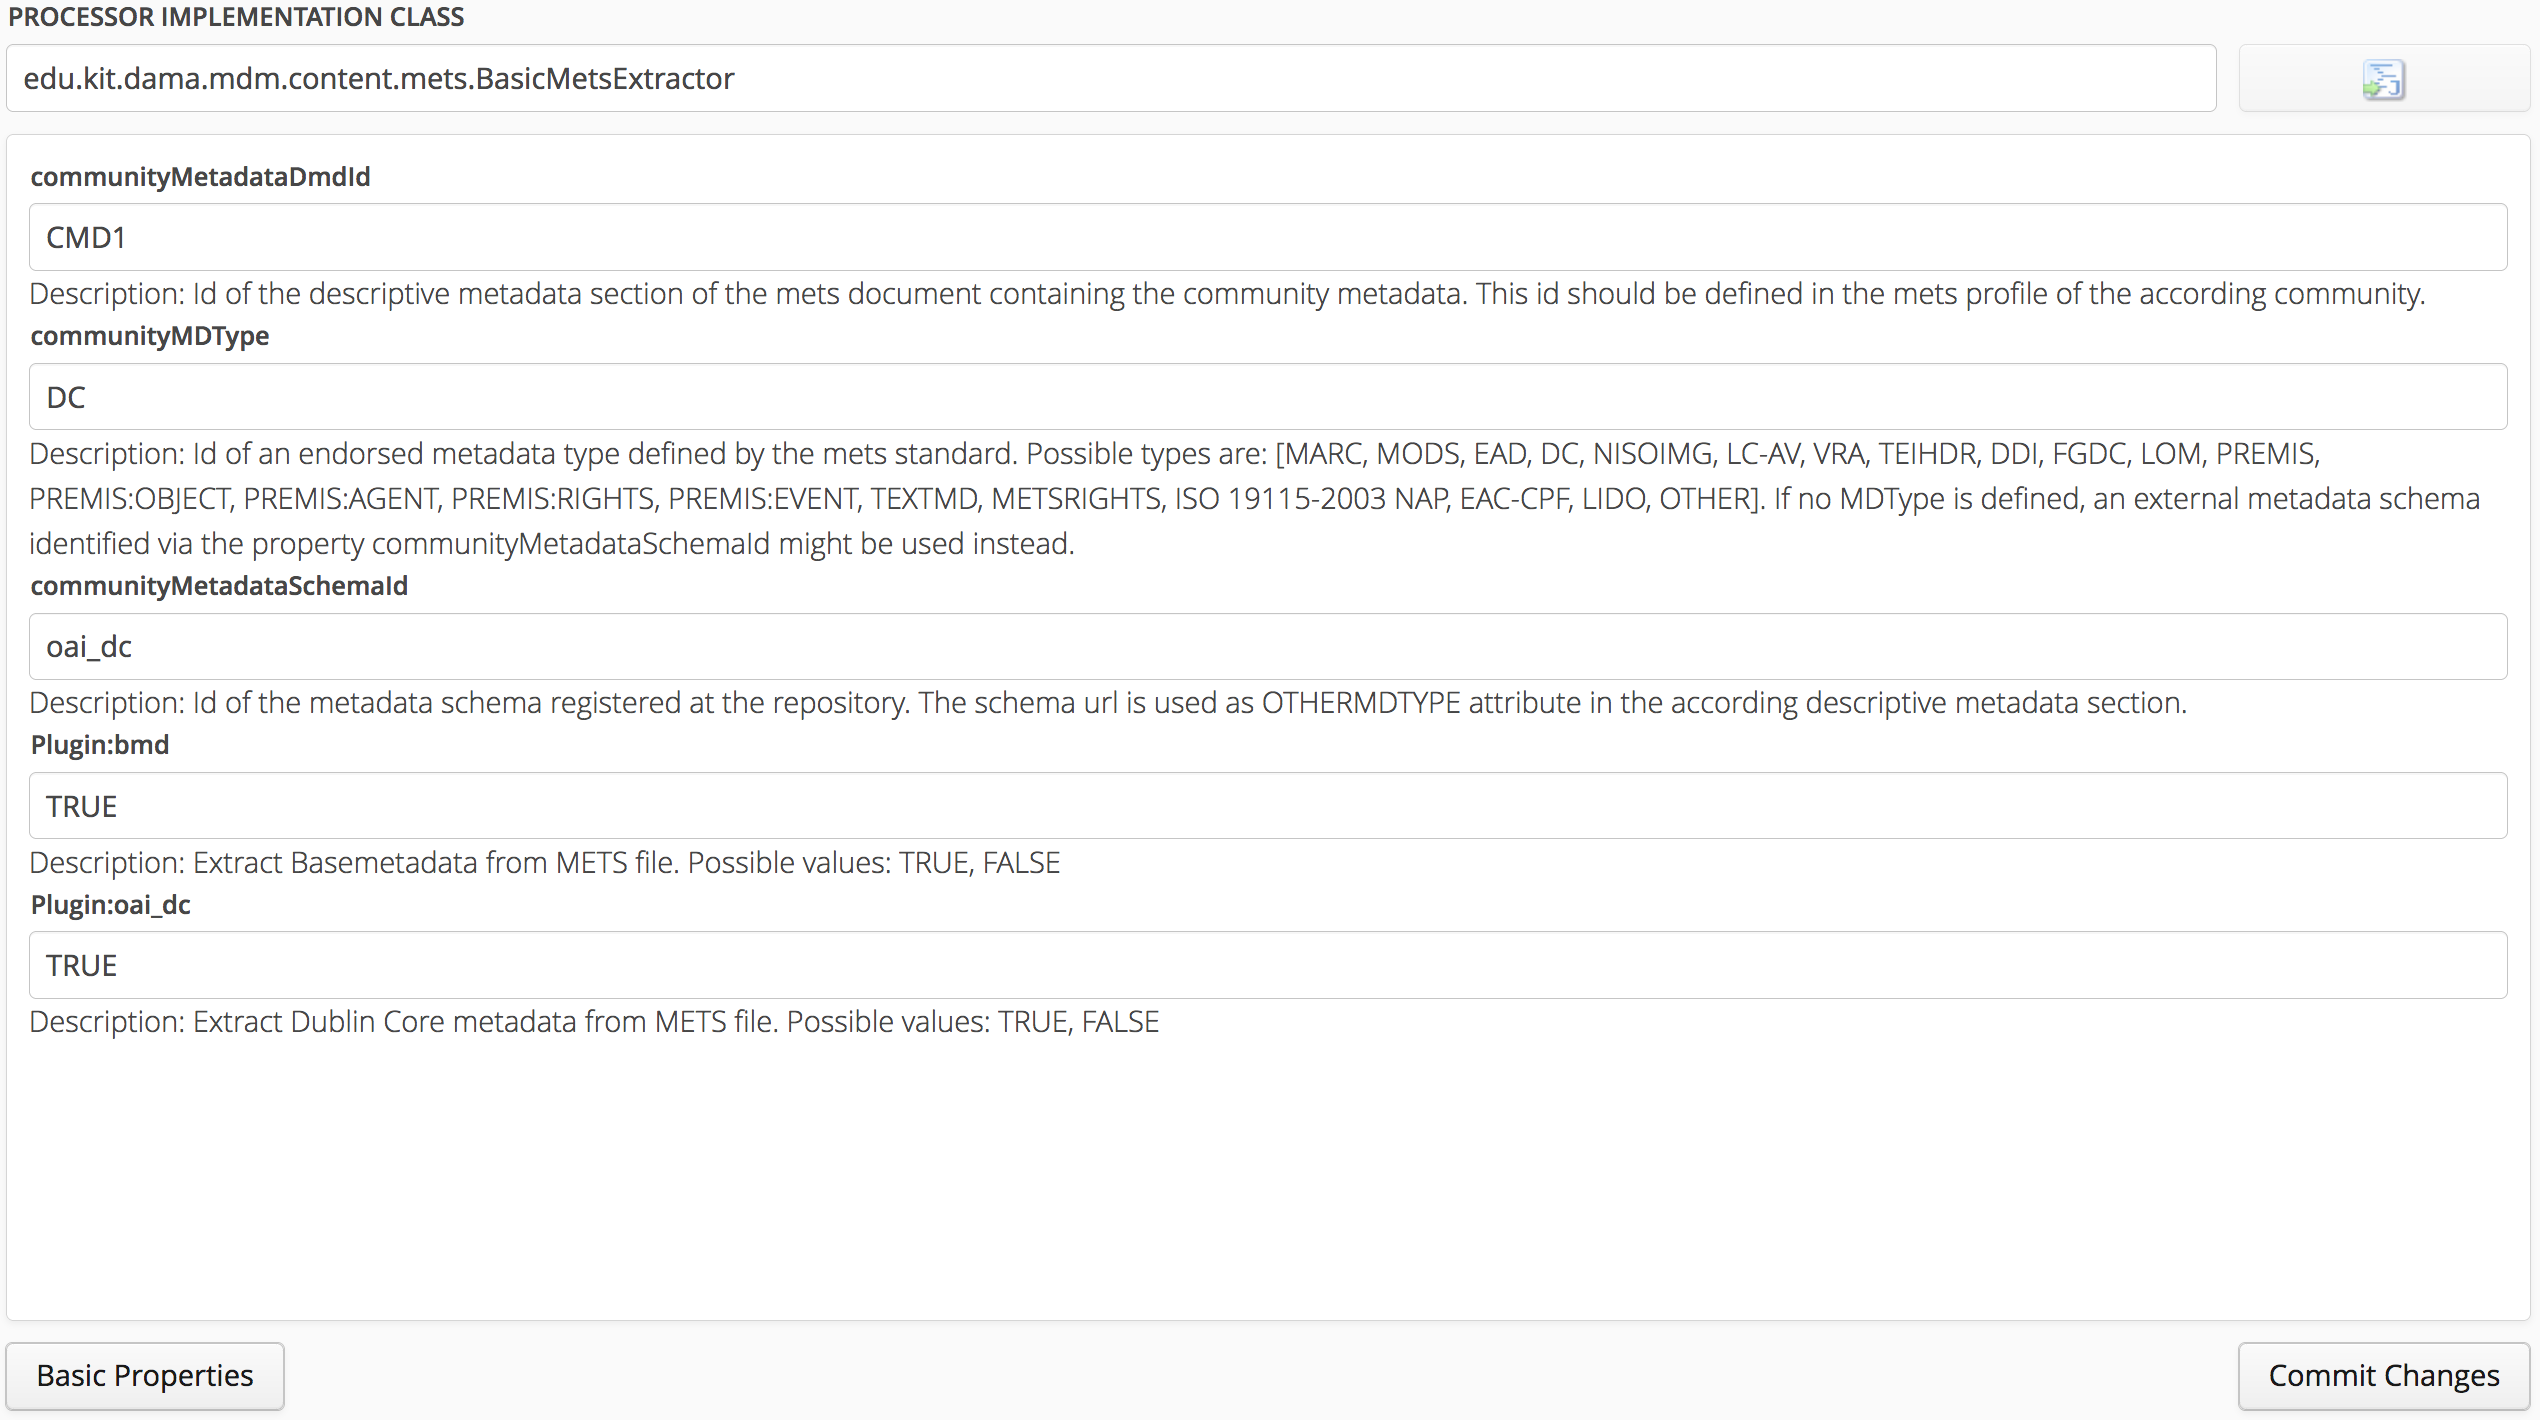 PROCESSOR IMPLEMENTATION CLASS
edu.kit.dama.mdm.content.mets.BasicMetsExtractor
communityMetadataDmdId
CMD1
Description: Id of the descriptive metadata section of the mets document containing the community metadata. This id should be defined in the mets profile of the according community.
communityMDType
DC
Description: Id of an endorsed metadata type defined by the mets standard. Possible types are: [MARC, MODS, EAD, DC, NISOIMG, LC-AV, VRA, TEIHDR, DDI, FGDC, LOM, PREMIS,
PREMIS:OBJECT, PREMIS:AGENT, PREMIS:RIGHTS, PREMIS:EVENT, TEXTMD, METSRIGHTS, ISO 19115-2003 NAP, EAC-CPF, LIDO, OTHER]. If no MDType is defined, an external metadata schema
identified via the property communityMetadataSchemaId might be used instead.
communityMetadataSchemaId
oai_dc
Description: Id of the metadata schema registered at the repository. The schema url is used as OTHERMDTYPE attribute in the according descriptive metadata section.
Plugin:bmd
TRUE
Description: Extract Basemetadata from METS file. Possible values: TRUE, FALSE
Plugin:oai_dc
TRUE
Description: Extract Dublin Core metadata from METS file. Possible values: TRUE, FALSE
Basic Properties
Commit Changes